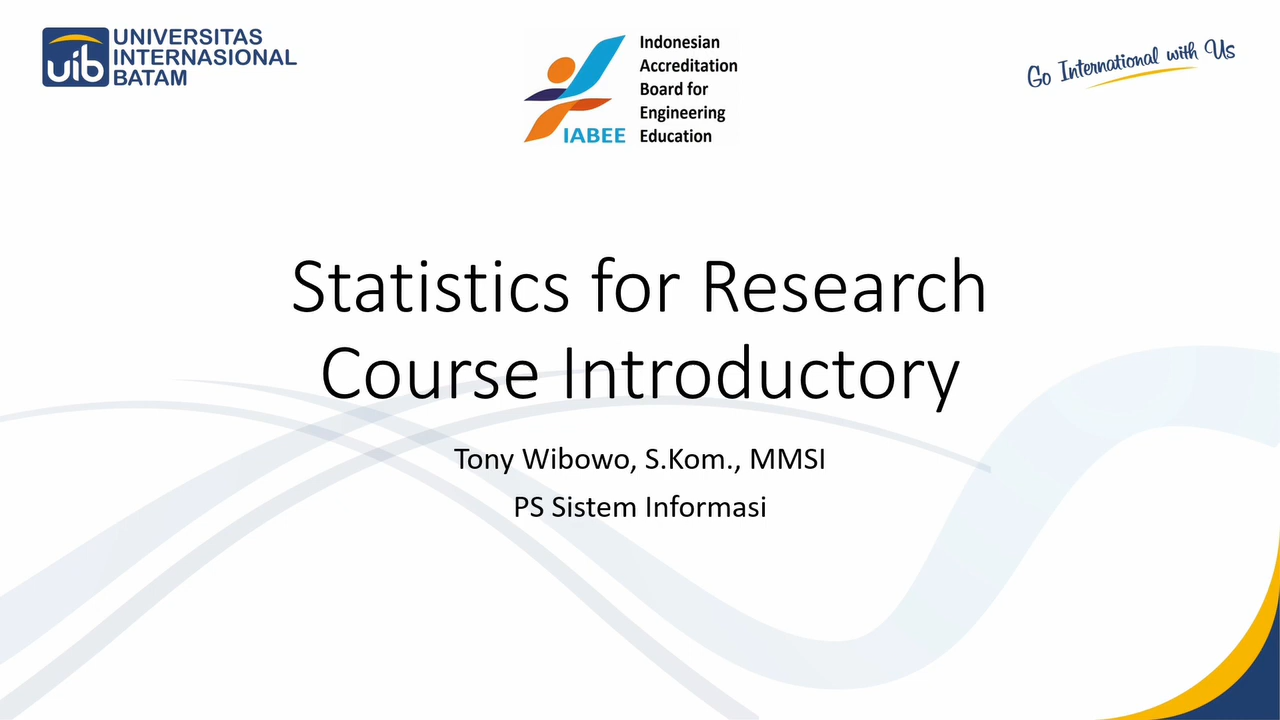 uib
UNIVERSITAS
INTERNASIONAL
BATAM
IABEE
Indonesian
Accreditation
Board for
Engineering
Education
Go International with Us
Statistics for Research
Course Introductory
Tony Wibowo, S.Kom., MMSI
PS Sistem Informasi